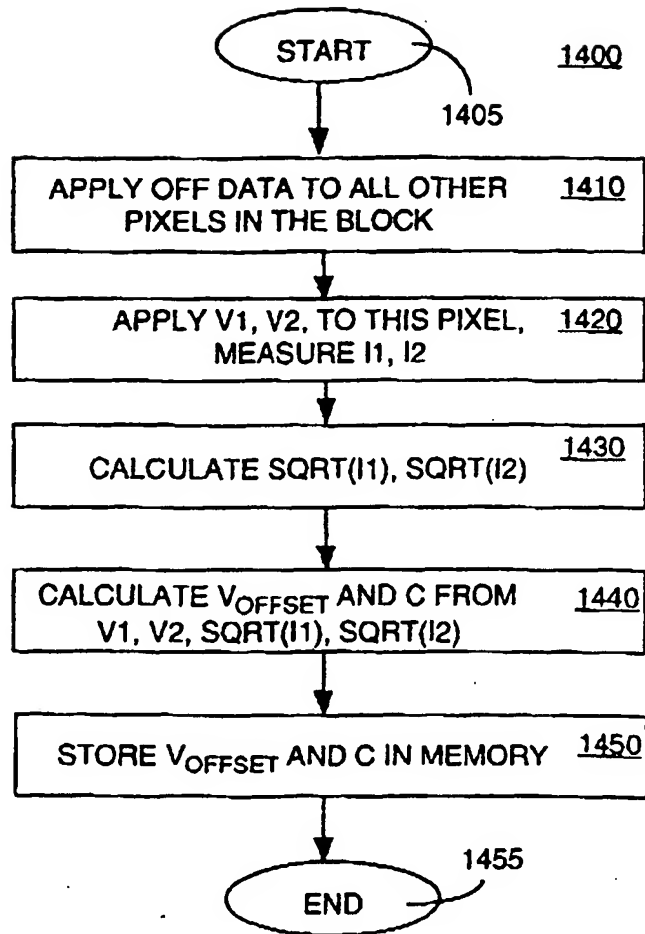 START
1400
1405
APPLY OFF DATA TO ALL OTHER 1410
PIXELS IN THE BLOCK
APPLY V1, V2, TO THIS PIXEL, 1420
MEASURE I1, I2
1430
CALCULATE SQRT(I1), SQRT(I2)
CALCULATE VOFFSET AND C FROM 1440
V1, V2, SQRT(I1), SQRT(I2)
STORE VOFFSET AND C IN MEMORY 1450
1455
END